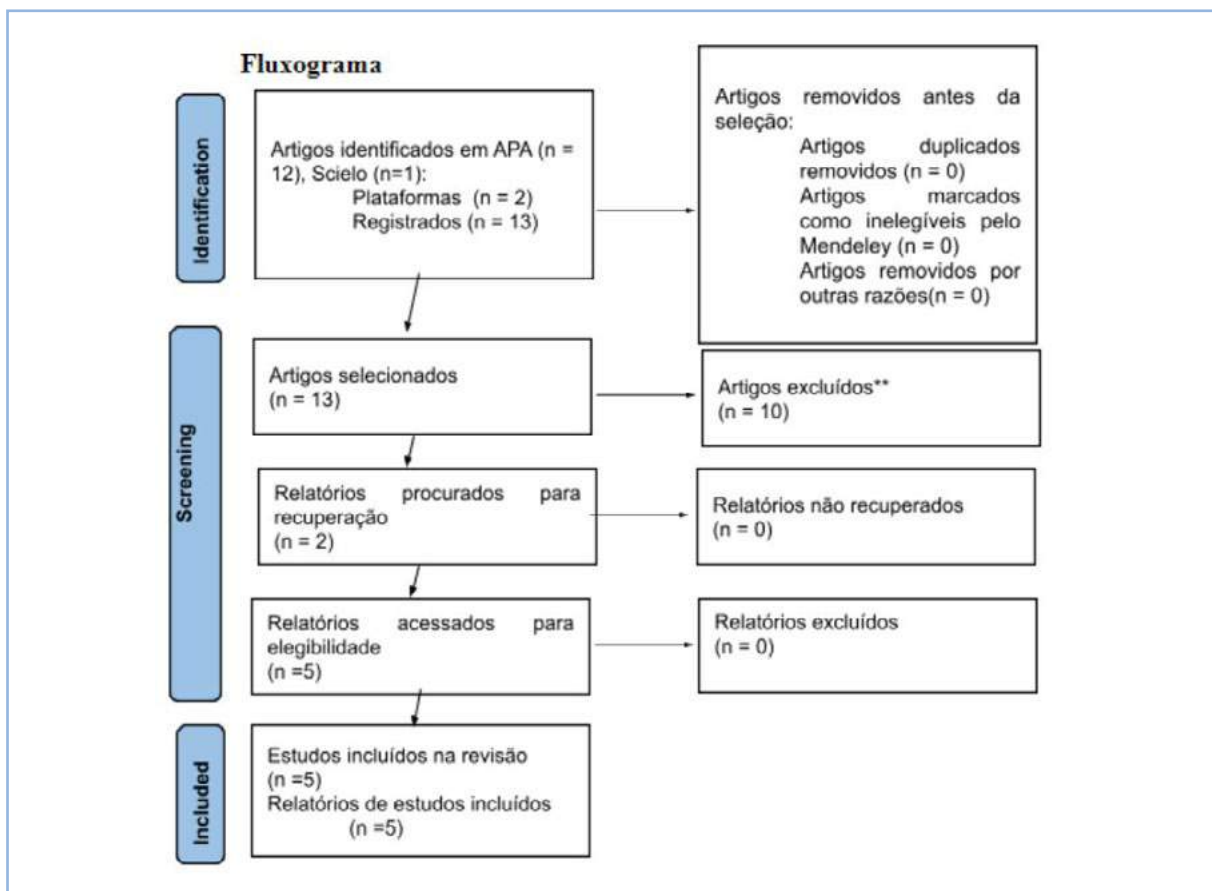 Fluxograma
Identification
Artigos identificados em APA (n =
12), Scielo (n=1):
Plataformas (n = 2)
Registrados (n = 13)
Artigos removidos antes da
seleção:
Artigos duplicados
removidos (n = 0)
Artigos marcados
como inelegíveis pelo
Mendeley (n = 0)
Artigos removidos por
outras razões(n = 0)
Screening
Artigos selecionados
(n = 13)
Artigos excluídos**
(n = 10)
Relatórios procurados para
recuperação
(n = 2)
Relatórios não recuperados
(n = 0)
Relatórios acessados para
elegibilidade
(n =5)
Relatórios excluídos
(n = 0)
Included
Estudos incluídos na revisão
(n =5)
Relatórios de estudos incluídos
(n =5)